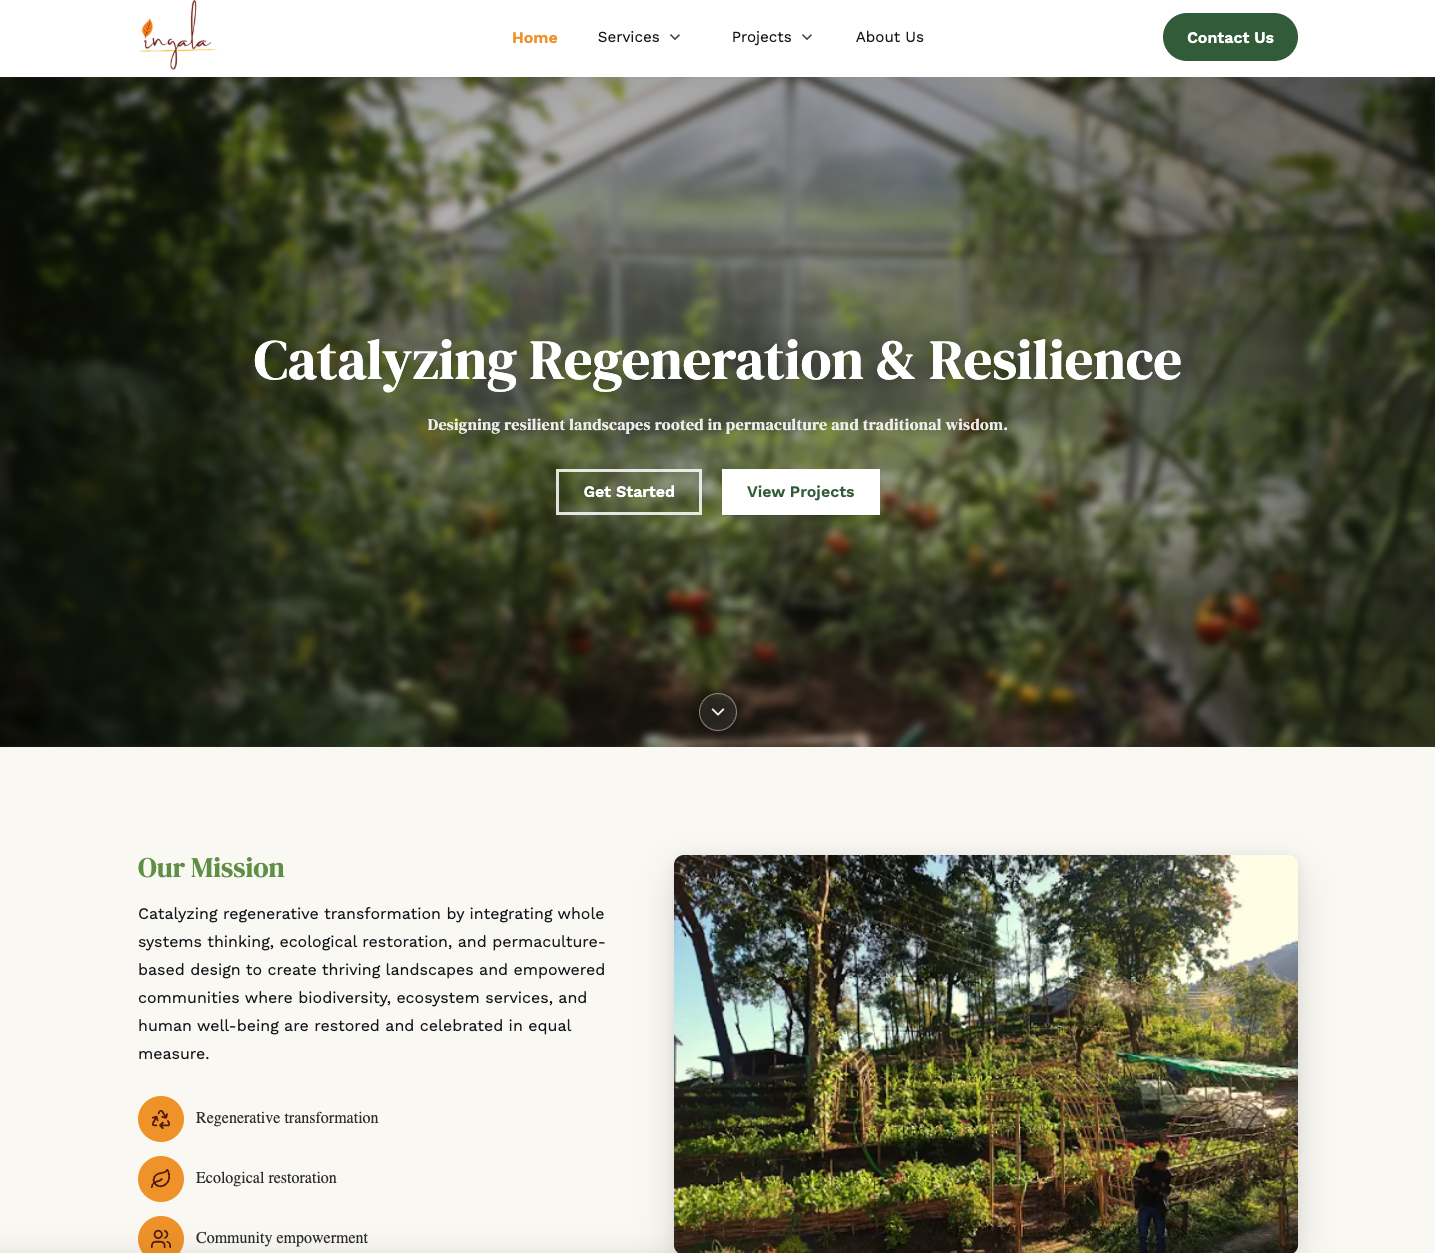 ingala
Home
Services
Projects
About Us
Contact Us
Catalyzing Regeneration & Resilience
Designing resilient landscapes rooted in permaculture and traditional wisdom.
Get Started
View Projects
Our Mission
Catalyzing regenerative transformation by integrating whole
systems thinking, ecological restoration, and permaculture-
based design to create thriving landscapes and empowered
communities where biodiversity, ecosystem services, and
human well-being are restored and celebrated in equal
measure.
Regenerative transformation
Ecological restoration
Community empowerment